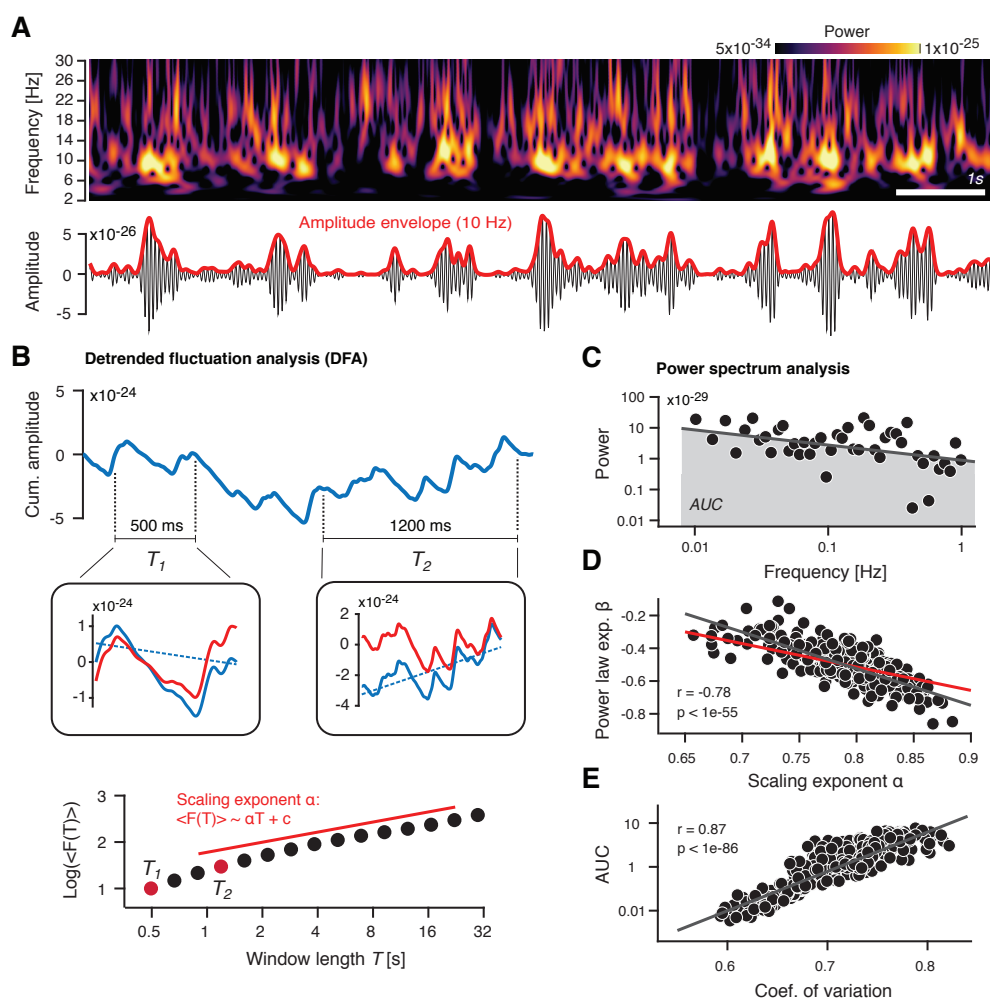 A
Power
5x10-34
1x10-25
Frequency [Hz]
30
26
22
18
14
10
6
2
1s
Amplitude
x10-26
5
0
-5
Amplitude envelope (10 Hz)
B
Detrended fluctuation analysis (DFA)
Cum. amplitude
x10-24
5
0
-5
500 ms
1200 ms
T1
T2
x10-24
1
0
-1
x10-24
2
0
-2
-4
Log(<F(T)>)
3
2
1
Scaling exponent α:
<F(T)> ~ αT + c
T1
T2
0.5
1
2
4
8
16
32
Window length T [s]
C
Power spectrum analysis
Power
x10-29
100
10
1
0.1
0.01
AUC
0.01
0.1
1
Frequency [Hz]
D
Power law exp. β
-0.2
-0.4
-0.6
-0.8
r = -0.78
p < 1e-55
0.65
0.7
0.75
0.8
0.85
0.9
Scaling exponent α
E
AUC
10
1
0.01
r = 0.87
p < 1e-86
0.6
0.7
0.8
Coef. of variation